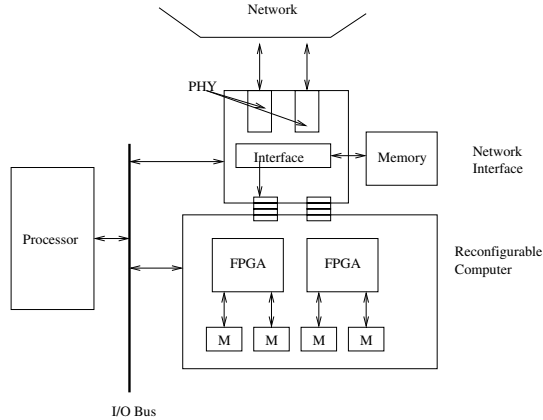 Network
PHY
Interface
Memory
Network
Interface
Processor
FPGA
FPGA
Reconfigurable
Computer
M
M
M
M
I/O Bus